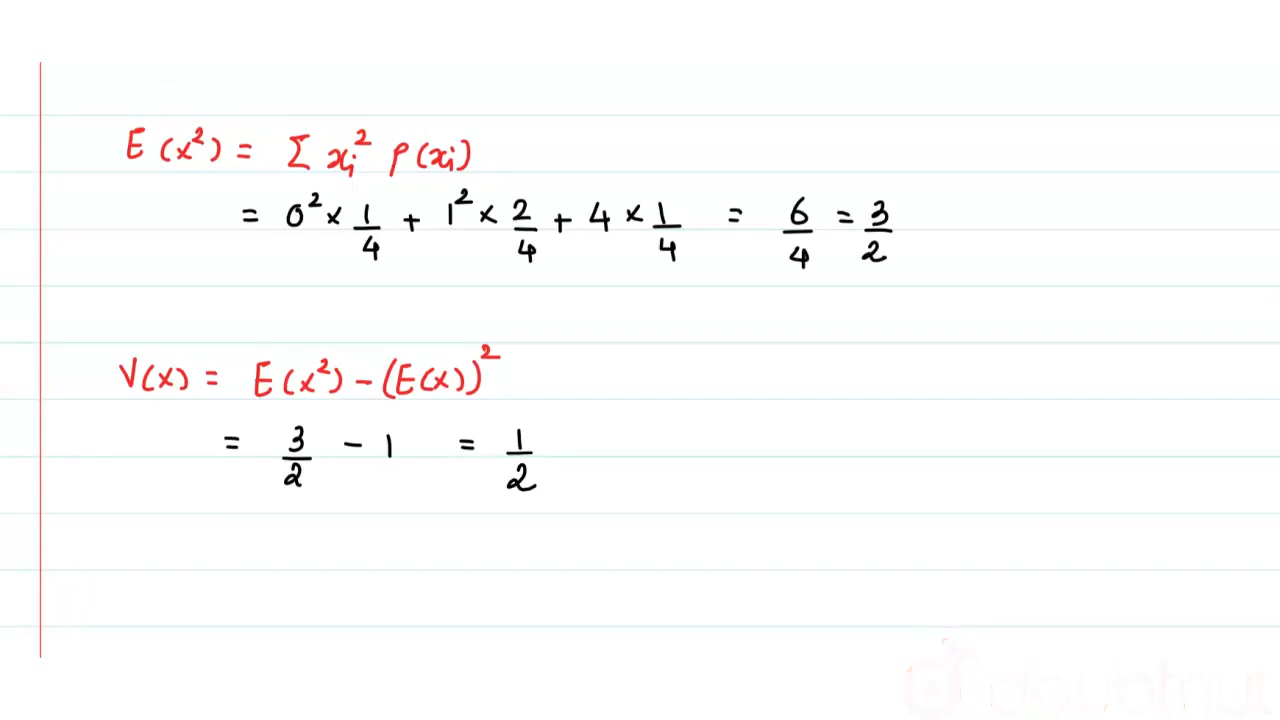 E(x²) = Σ xᵢ² P(xᵢ)
= 0² × 1/4 + 1² × 2/4 + 4 × 1/4 = 6/4 = 3/2
V(x) = E(x²) - (E(x))²
= 3/2 - 1 = 1/2
doubtnut